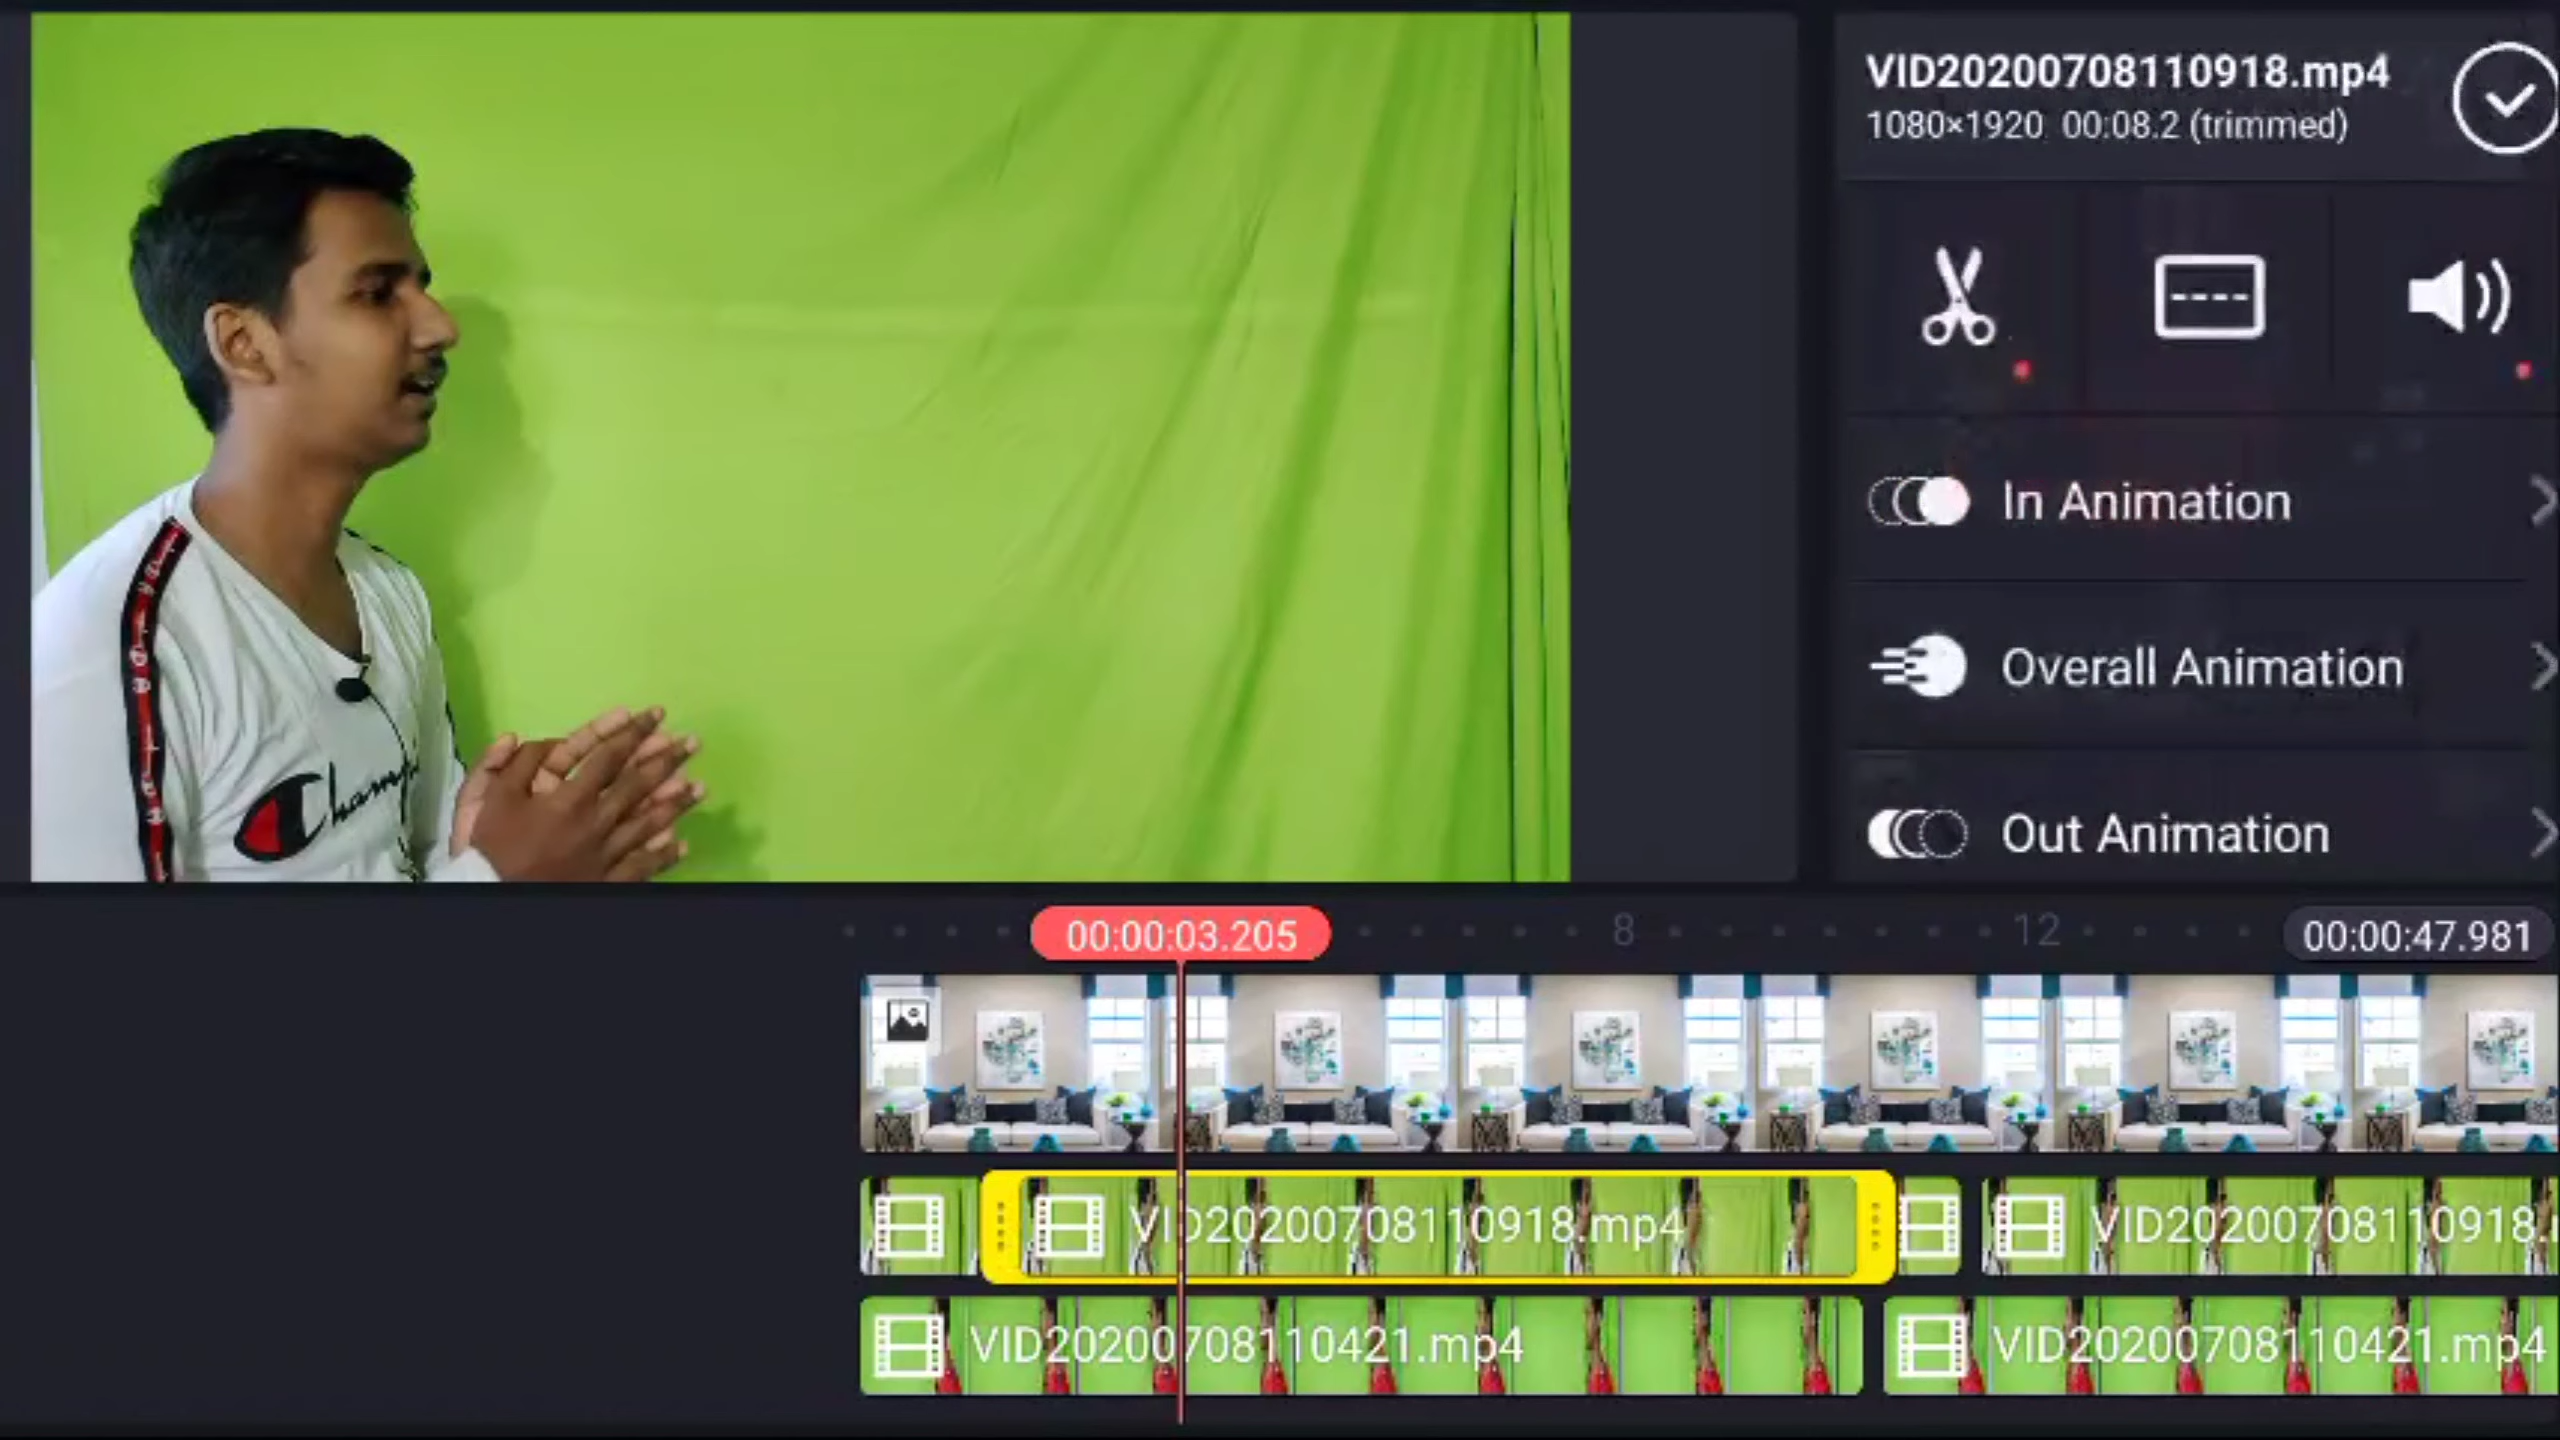 VID20200708110918.mp4
1080×1920 00:08.2 (trimmed)
In Animation
Overall Animation
Out Animation
Champi
00:00:03.205
8
12
00:00:47.981
VID20200708110918.mp4
VID20200708110918.
VID20200708110421.mp4
VID20200708110421.mp4